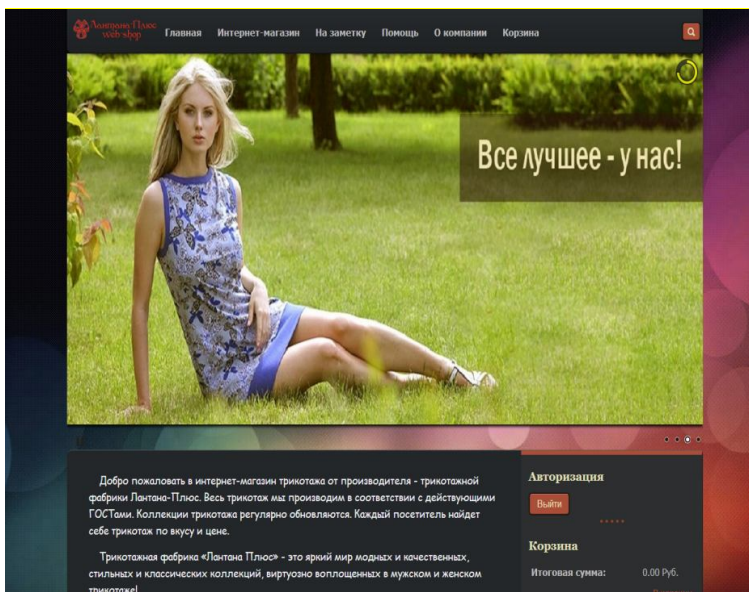 Лантана Плюс
web-shop
Главная Интернет-магазин На заметку Помощь О компании Корзина
Все лучшее - у нас!
Добро пожаловать в интернет-магазин трикотажа от производителя - трикотажной
фабрики Лантана-Плюс. Весь трикотаж мы производим в соответствии с действующими
ГОСТами. Коллекции трикотажа регулярно обновляются. Каждый посетитель найдет
себе трикотаж по вкусу и цене.
Трикотажная фабрика «Лантана Плюс» - это яркий мир модных и качественных,
стильных и классических коллекций, виртуозно воплощенных в мужском и женском
трикотаже!
Авторизация
Выйти
Корзина
Итоговая сумма: 0.00 Руб.